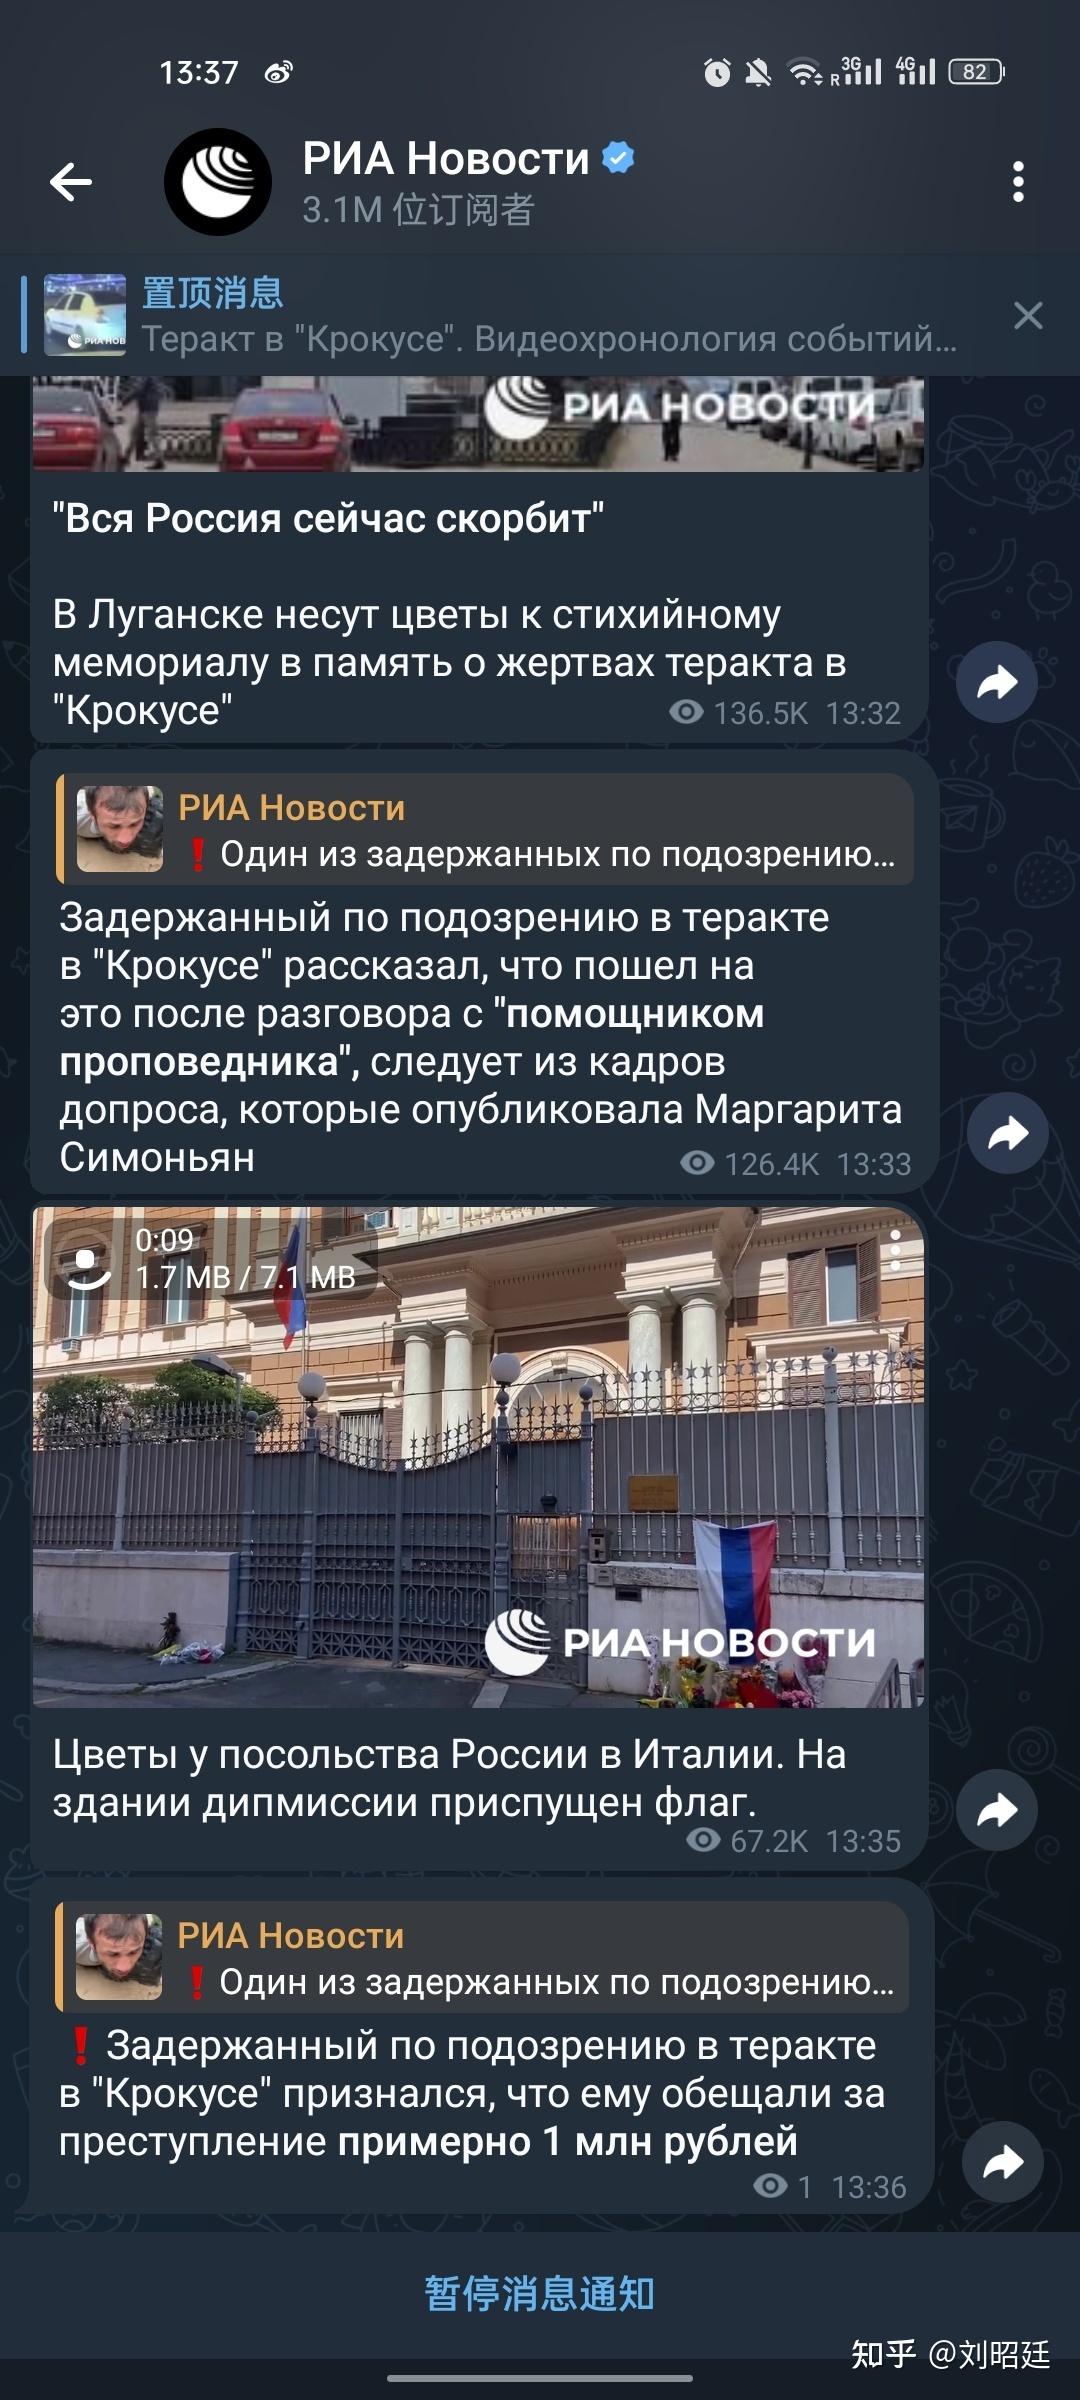 13:37
R 3G 4G 82
РИА Новости
3.1M 位订阅者
置顶消息
Теракт в "Крокусе". Видеохронология событий…
РИА НОВ
РИА НОВОСТИ
"Вся Россия сейчас скорбит"
В Луганске несут цветы к стихийному
мемориалу в память о жертвах теракта в
"Крокусе"
136.5K 13:32
РИА Новости
❗ Один из задержанных по подозрению…
Задержанный по подозрению в теракте
в "Крокусе" рассказал, что пошел на
это после разговора с "помощником
проповедника", следует из кадров
допроса, которые опубликовала Маргарита
Симоньян
126.4K 13:33
0:09
1.7 MB / 7.1 MB
РИА НОВОСТИ
Цветы у посольства России в Италии. На
здании дипмиссии приспущен флаг.
67.2K 13:35
РИА Новости
❗ Один из задержанных по подозрению…
❗ Задержанный по подозрению в теракте
в "Крокусе" признался, что ему обещали за
преступление примерно 1 млн рублей
1 13:36
暂停消息通知
知乎 @刘昭廷